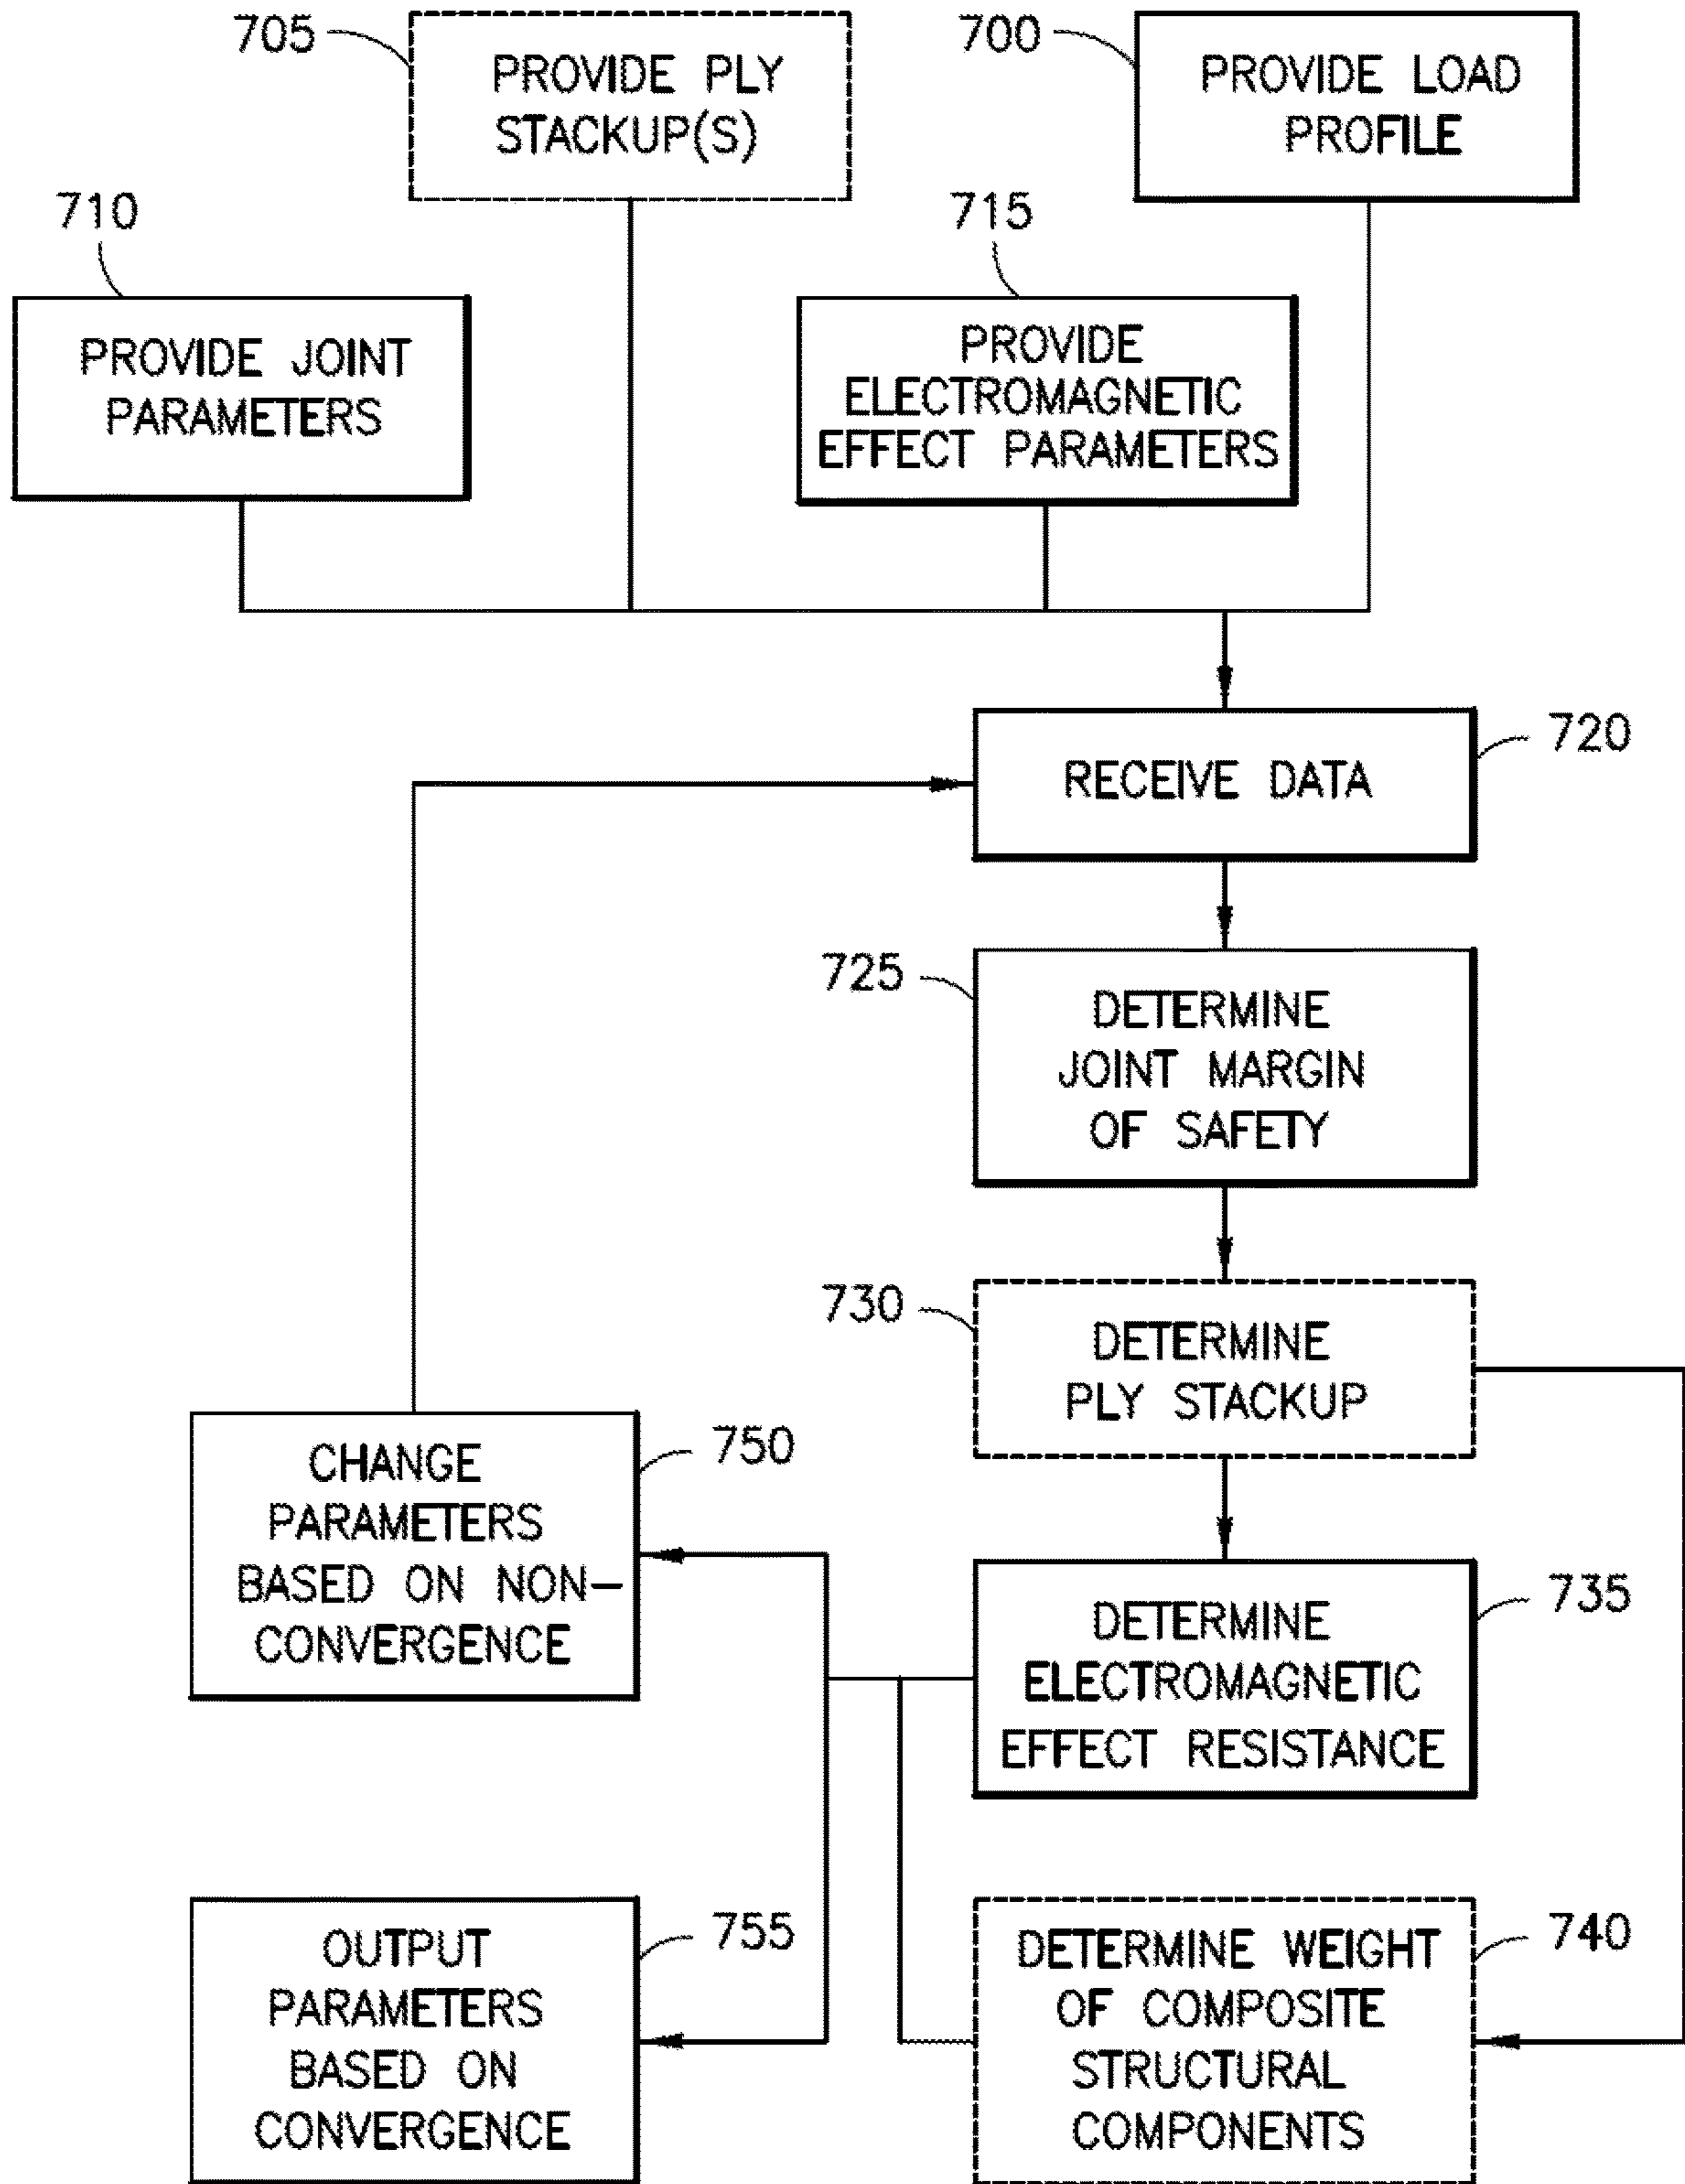 705
PROVIDE PLY
STACKUP(S)
700
PROVIDE LOAD
PROFILE
710
PROVIDE JOINT
PARAMETERS
715
PROVIDE
ELECTROMAGNETIC
EFFECT PARAMETERS
720
RECEIVE DATA
725
DETERMINE
JOINT MARGIN
OF SAFETY
730
DETERMINE
PLY STACKUP
750
CHANGE
PARAMETERS
BASED ON NON-
CONVERGENCE
735
DETERMINE
ELECTROMAGNETIC
EFFECT RESISTANCE
755
OUTPUT
PARAMETERS
BASED ON
CONVERGENCE
740
DETERMINE WEIGHT
OF COMPOSITE
STRUCTURAL
COMPONENTS